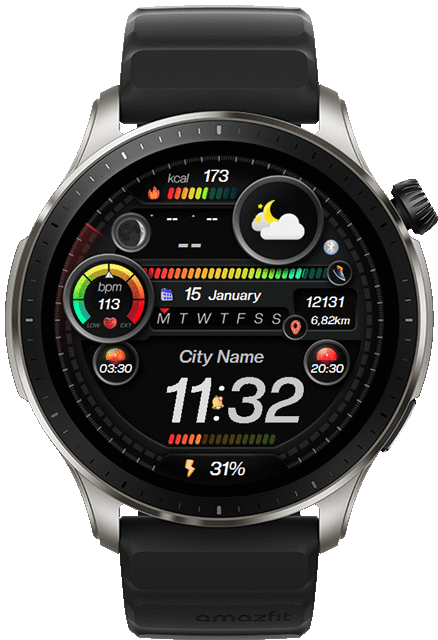 kcal 173
-- --
--
bpm
113
LOW EXT
15 January
M T W T F S S
12131
6,82km
03:30
20:30
City Name
11:32
31%
amazfit